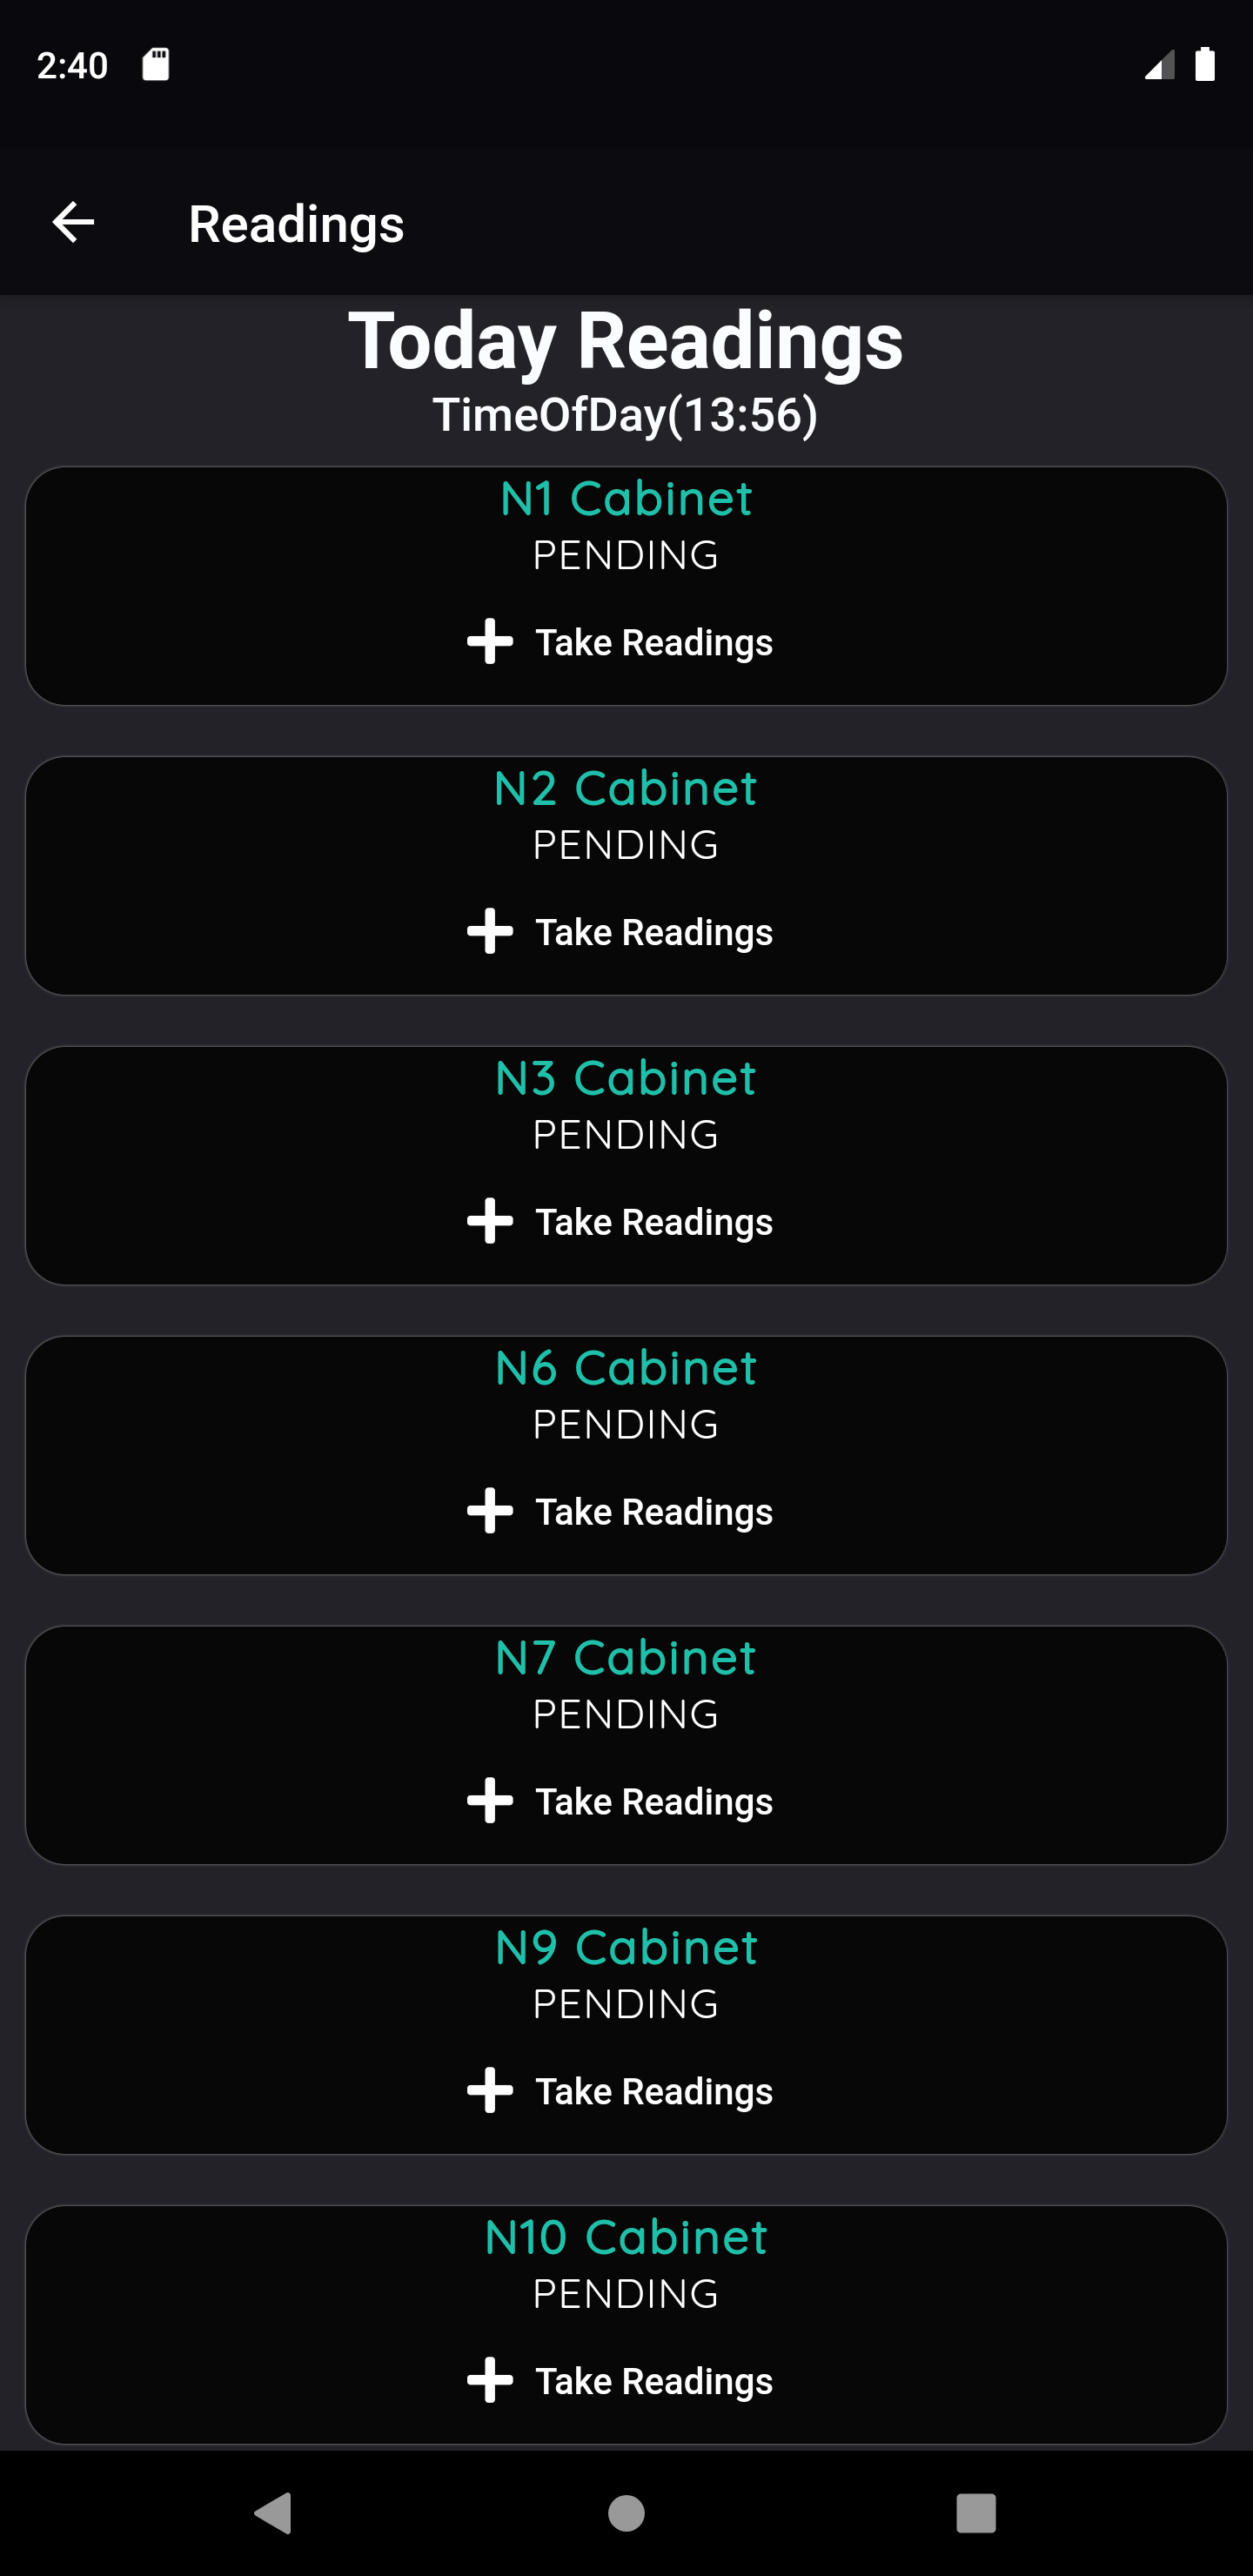 2:40
Readings
Today Readings
TimeOfDay(13:56)
N1 Cabinet
PENDING
Take Readings
N2 Cabinet
PENDING
Take Readings
N3 Cabinet
PENDING
Take Readings
N6 Cabinet
PENDING
Take Readings
N7 Cabinet
PENDING
Take Readings
N9 Cabinet
PENDING
Take Readings
N10 Cabinet
PENDING
Take Readings